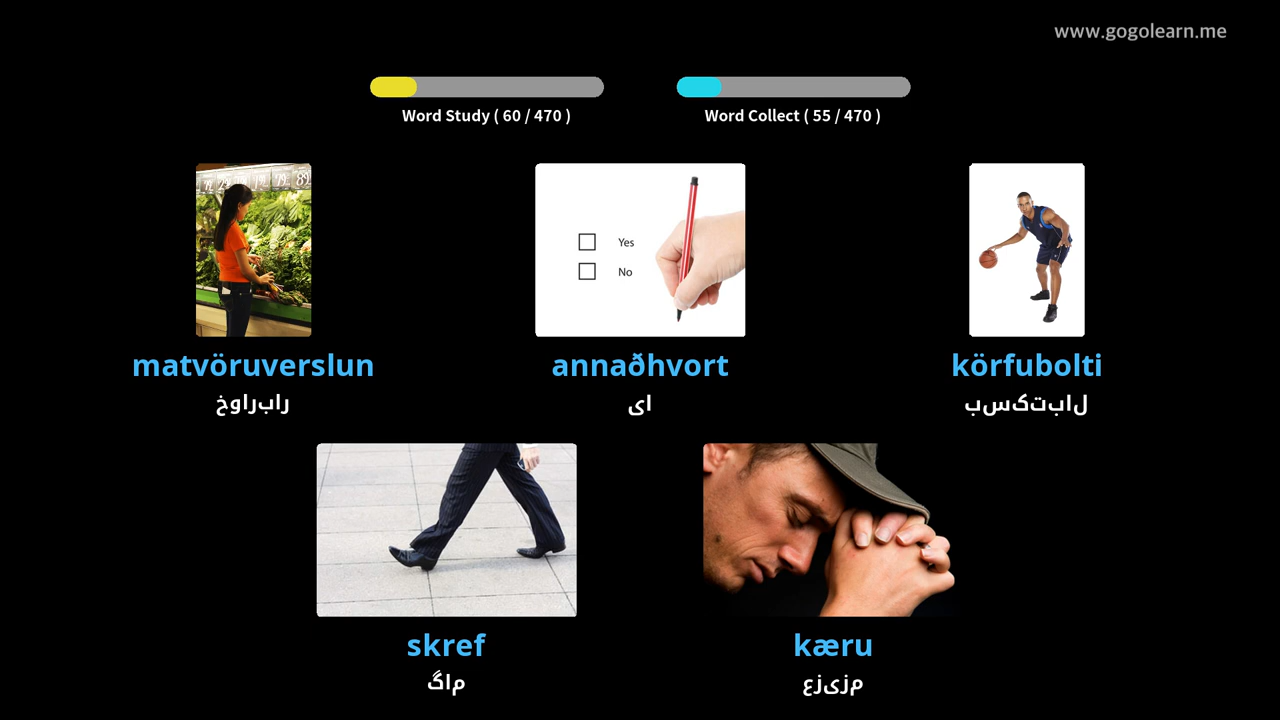 www.gogolearn.me
Word Study ( 60 / 470 )
Word Collect ( 55 / 470 )
Yes
No
matvöruverslun
رابراوخ
annaðhvort
ای
körfubolti
لابتکسب
skref
ماگ
kæru
مزیزع